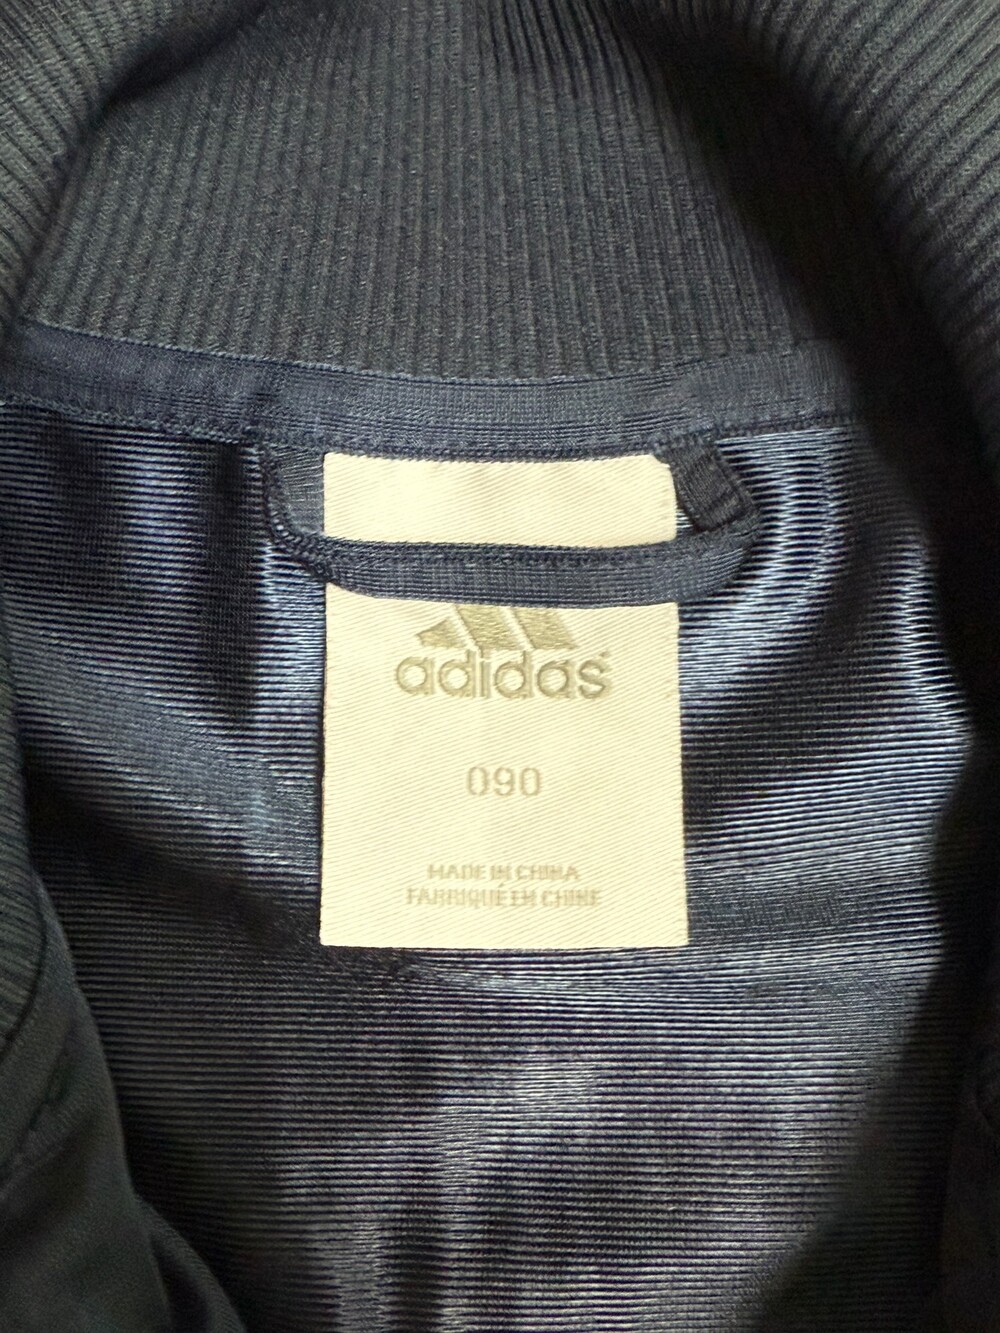 adidas
090
MADE IN CHINA
FABRIQUÉ EN CHINE